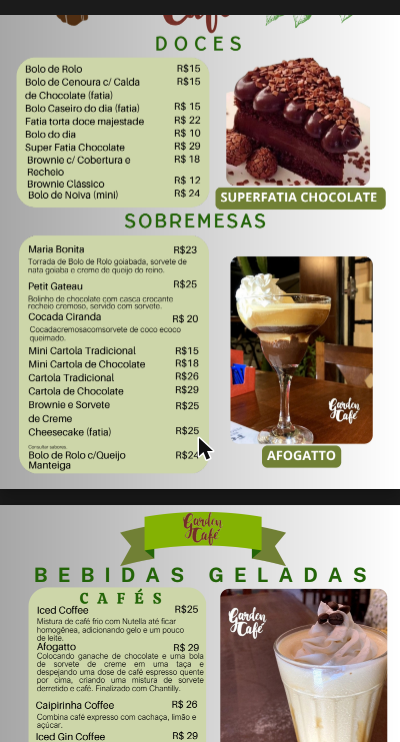 Café
DOCES
Bolo de Rolo R$15
Bolo de Cenoura c/ Calda R$15
de Chocolate (fatia)
Bolo Caseiro do dia (fatia) R$ 15
Fatia torta doce majestade R$ 22
Bolo do dia R$ 10
Super Fatia Chocolate R$ 29
Brownie c/ Cobertura e R$ 18
Recheio
Brownie Clássico R$ 12
Bolo de Noiva (mini) R$ 24
SUPERFATIA CHOCOLATE
SOBREMESAS
Maria Bonita R$23
Torrada de Bolo de Rolo goiabada, sorvete de
nata goiaba e creme de queijo do reino.
Petit Gateau R$25
Bolinho de chocolate com casca crocante
recheio cremoso, servido com sorvete.
Cocada Ciranda R$ 20
Cocadacremosacomsorvete de coco ecoco
queimado.
Mini Cartola Tradicional R$15
Mini Cartola de Chocolate R$18
Cartola Tradicional R$26
Cartola de Chocolate R$29
Brownie e Sorvete R$25
de Creme
Cheesecake (fatia) R$25
Consultar sabores
Bolo de Rolo c/Queijo R$24
Manteiga
Garden
Café
AFOGATTO
Garden
Café
BEBIDAS GELADAS
CAFÉS
Iced Coffee R$25
Mistura de café frio com Nutella até ficar
homogênea, adicionando gelo e um pouco
de leite.
Afogatto R$ 29
Colocando ganache de chocolate e uma bola
de sorvete de creme em uma taça e
despejando uma dose de café espresso quente
por cima, criando uma mistura de sorvete
derretido e café. Finalizado com Chantilly.
Caipirinha Coffee R$ 26
Combina café expresso com cachaça, limão e
açúcar.
Iced Gin Coffee R$ 29
Garden
Café